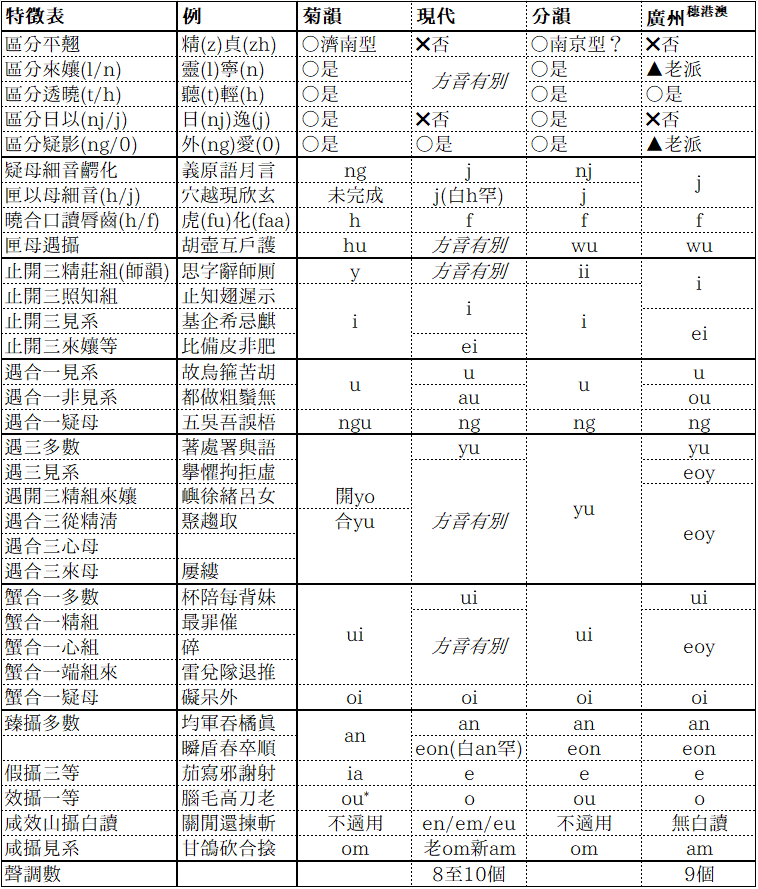 特徵表 例 菊韻 現代 分韻 廣州穗港澳
區分平翹 精(z)貞(zh) ○濟南型 ×否 ○南京型？ ×否
區分來孃(l/n) 靈(l)寧(n) ○是 方音有別 ○是 ▲老派
區分透曉(t/h) 聽(t)輕(h) ○是 ○是 ○是
區分日以(nj/j) 日(nj)逸(j) ○是 ×否 ○是 ×否
區分疑影(ng/0) 外(ng)愛(0) ○是 ○是 ○是 ▲老派
疑母細音齶化 義原語月言 ng j nj j
匣以母細音(h/j) 穴越現欣玄 未完成 j(白h罕) j
曉合口讀脣齒(h/f) 虎(fu)化(faa) h f f f
匣母遇攝 胡壺互戶護 hu 方音有別 wu wu
止開三精莊組(師韻) 思字辭師厠 y 方音有別 ii i
止開三照知組 止知翅遲示 i i i
止開三見系 基企希忌麒 ei
止開三來孃等 比備皮非肥 ei
遇合一見系 故烏箍苦胡 u u u u
遇合一非見系 都做粗鬚無 au ou
遇合一疑母 五吳吾誤梧 ngu ng ng ng
遇三多數 著處署與語 開yo 合yu yu yu yu
遇三見系 擧懼拘拒虛 方音有別 eoy
遇開三精組來孃 嶼徐緒呂女 eoy
遇合三從精淸 聚趨取
遇合三心母
遇合三來母 屢縷
蟹合一多數 杯陪每背妹 ui ui ui ui
蟹合一精組 最罪催 方音有別 eoy
蟹合一心組 碎
蟹合一端組來 雷兌隊退推
蟹合一疑母 礙呆外 oi oi oi oi
臻攝多數 均軍吞橘眞 an an an an
瞬盾春卒順 eon(白an罕) eon eon
假攝三等 茄寫邪謝射 ia e e e
效攝一等 腦毛高刀老 ou* o ou o
咸效山攝白讀 關閒還揀斬 不適用 en/em/eu 不適用 無白讀
咸攝見系 甘鴿砍合搇 om 老om新am om am
聲調數 8至10個 9個